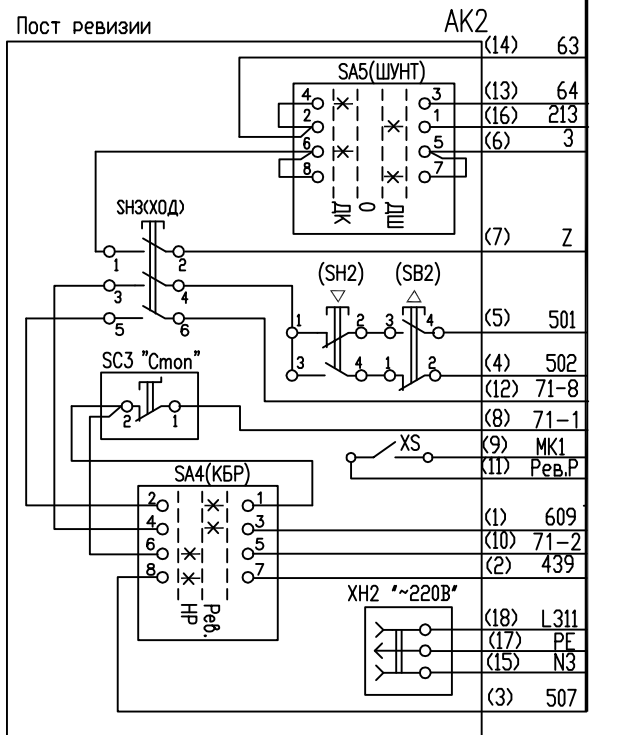 Пост ревизии
АК2
(14) 63
SA5(ШУНТ)
4 3 (13) 64
2 1 (16) 213
6 5 (6) 3
8 7
ДК 0 ДШ
SH3(ХОД)
1 2 (7) Z
3 4
5 6
(SH2) (SB2)
1 2 3 4 (5) 501
3 4 1 2 (4) 502
(12) 71-8
SC3 "Стоп"
2 1 (8) 71-1
XS (9) МК1
(11) Рев.Р
SA4(КБР)
2 1
4 3 (1) 609
6 5 (10) 71-2
8 7 (2) 439
НР Рев.
XH2 "~220В"
(18) L311
(17) PE
(15) N3
(3) 507